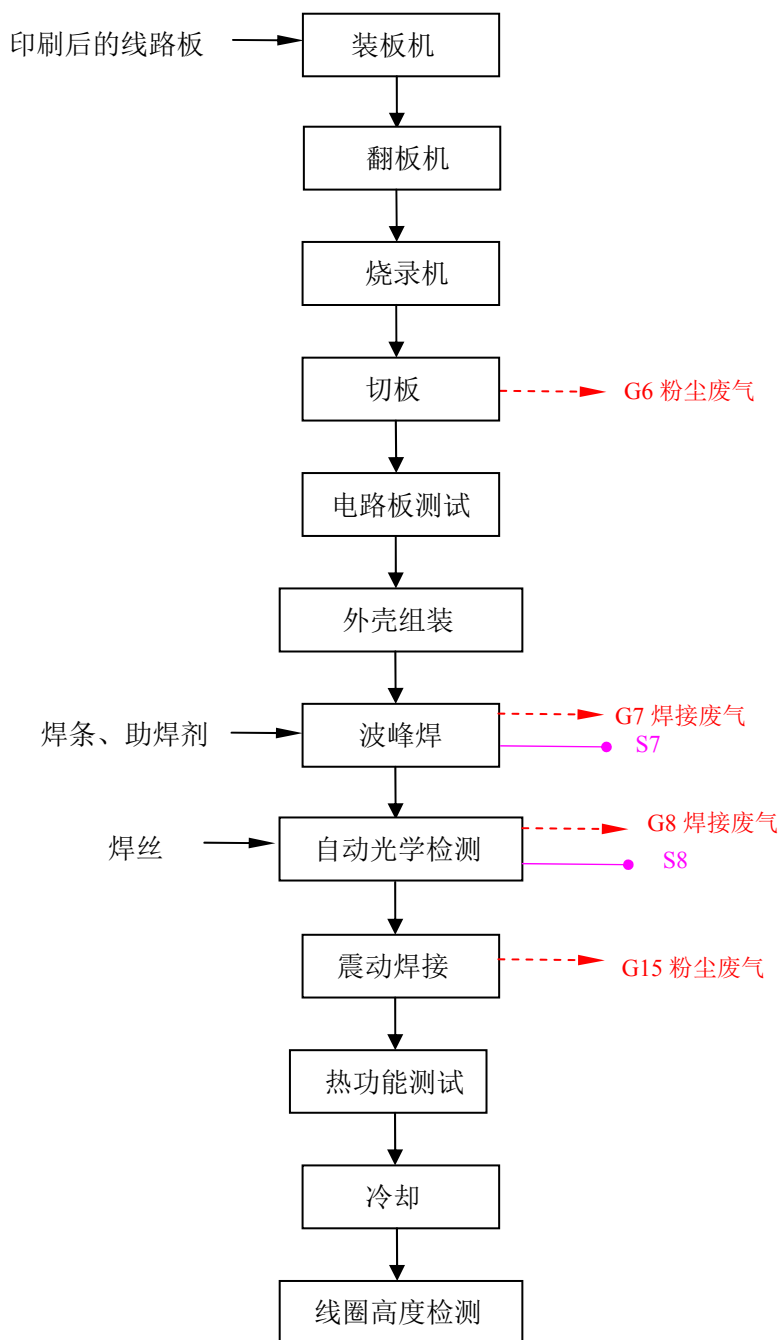 印刷后的线路板
装板机
翻板机
烧录机
切板
G6 粉尘废气
电路板测试
外壳组装
焊条、助焊剂
波峰焊
G7 焊接废气
S7
焊丝
自动光学检测
G8 焊接废气
S8
震动焊接
G15 粉尘废气
热功能测试
冷却
线圈高度检测